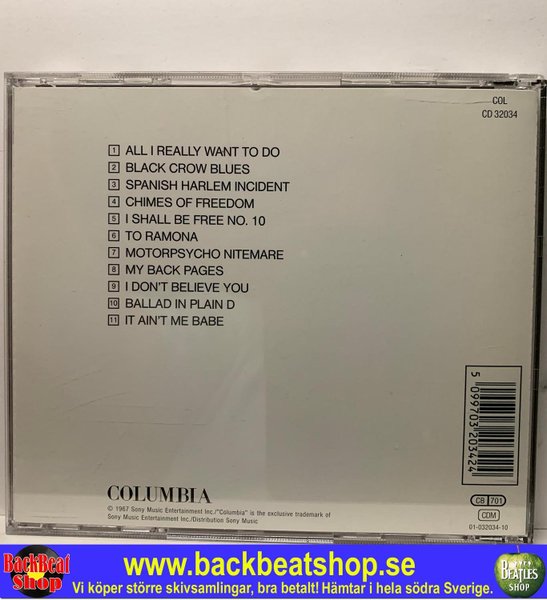 COL
CD 32034
1 ALL I REALLY WANT TO DO
2 BLACK CROW BLUES
3 SPANISH HARLEM INCIDENT
4 CHIMES OF FREEDOM
5 I SHALL BE FREE NO. 10
6 TO RAMONA
7 MOTORPSYCHO NITEMARE
8 MY BACK PAGES
9 I DON'T BELIEVE YOU
10 BALLAD IN PLAIN D
11 IT AIN'T ME BABE
5 099703 203424
COLUMBIA
© 1987 Sony Music Entertainment Inc./"Columbia" is the exclusive trademark of
Sony Music Entertainment Inc./Distribution Sony Music
CB 701
CDM
01-032034-10
BackBeat
Shop
www.backbeatshop.se
Vi köper större skivsamlingar, bra betalt! Hämtar i hela södra Sverige.
BEATLES
SHOP